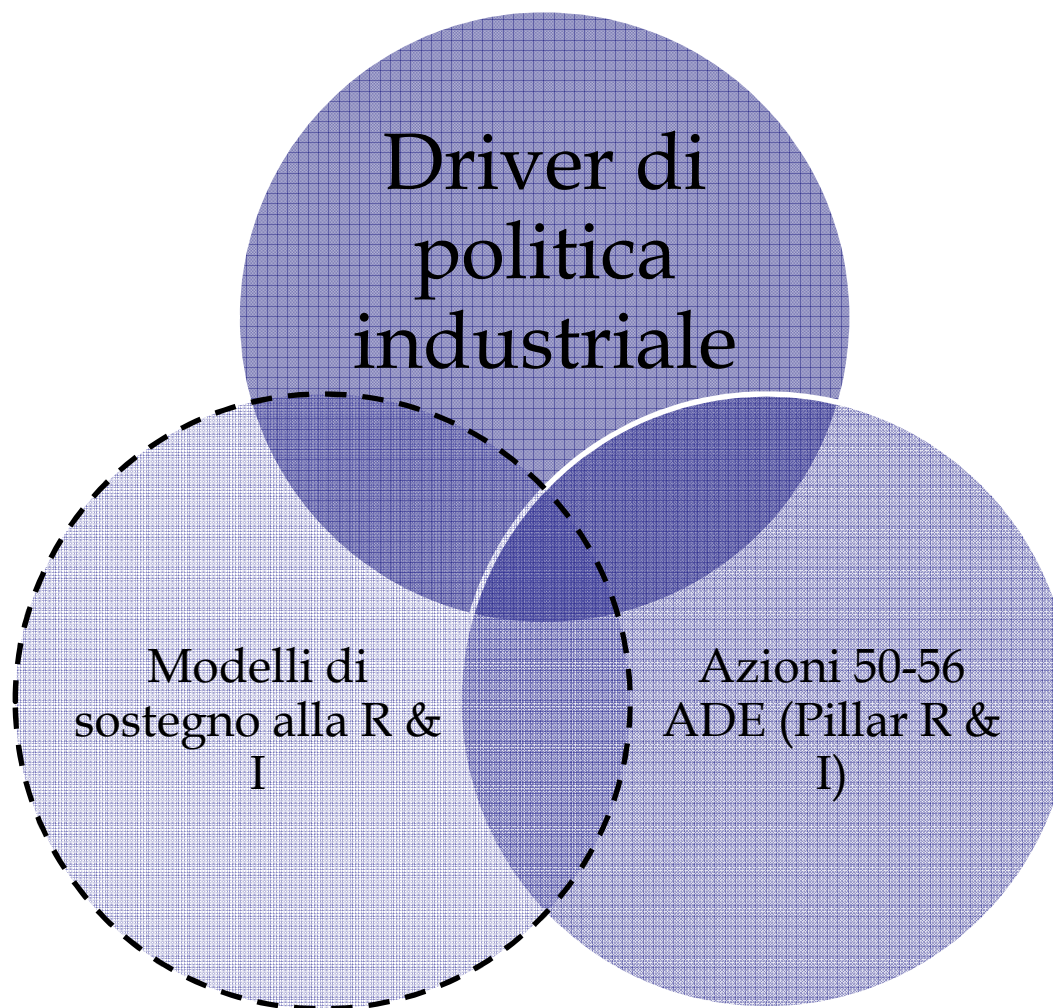 Driver di
politica
industriale
Modelli di
sostegno alla R &
I
Azioni 50-56
ADE (Pillar R &
I)